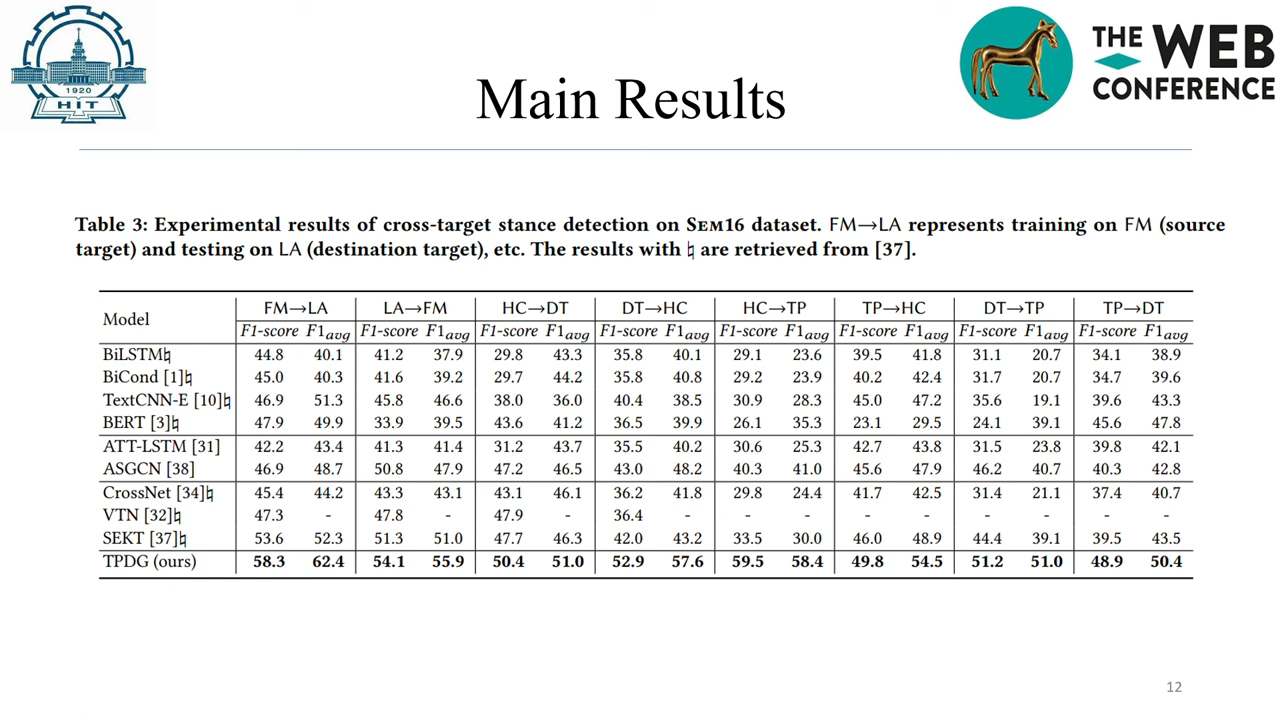 1920
HIT
THE WEB
CONFERENCE
Main Results
Table 3: Experimental results of cross-target stance detection on SEM16 dataset. FM→LA represents training on FM (source
target) and testing on LA (destination target), etc. The results with ♮ are retrieved from [37].
Model FM→LA LA→FM HC→DT DT→HC HC→TP TP→HC DT→TP TP→DT
F1-score F1avg F1-score F1avg F1-score F1avg F1-score F1avg F1-score F1avg F1-score F1avg F1-score F1avg F1-score F1avg
BiLSTM♮ 44.8 40.1 41.2 37.9 29.8 43.3 35.8 40.1 29.1 23.6 39.5 41.8 31.1 20.7 34.1 38.9
BiCond [1]♮ 45.0 40.3 41.6 39.2 29.7 44.2 35.8 40.8 29.2 23.9 40.2 42.4 31.7 20.7 34.7 39.6
TextCNN-E [10]♮ 46.9 51.3 45.8 46.6 38.0 36.0 40.4 38.5 30.9 28.3 45.0 47.2 35.6 19.1 39.6 43.3
BERT [3]♮ 47.9 49.9 33.9 39.5 43.6 41.2 36.5 39.9 26.1 35.3 23.1 29.5 24.1 39.1 45.6 47.8
ATT-LSTM [31] 42.2 43.4 41.3 41.4 31.2 43.7 35.5 40.2 30.6 25.3 42.7 43.8 31.5 23.8 39.8 42.1
ASGCN [38] 46.9 48.7 50.8 47.9 47.2 46.5 43.0 48.2 40.3 41.0 45.6 47.9 46.2 40.7 40.3 42.8
CrossNet [34]♮ 45.4 44.2 43.3 43.1 43.1 46.1 36.2 41.8 29.8 24.4 41.7 42.5 31.4 21.1 37.4 40.7
VTN [32]♮ 47.3 - 47.8 - 47.9 - 36.4 - - - - - - - - -
SEKT [37]♮ 53.6 52.3 51.3 51.0 47.7 46.3 42.0 43.2 33.5 30.0 46.0 48.9 44.4 39.1 39.5 43.5
TPDG (ours) 58.3 62.4 54.1 55.9 50.4 51.0 52.9 57.6 59.5 58.4 49.8 54.5 51.2 51.0 48.9 50.4
12